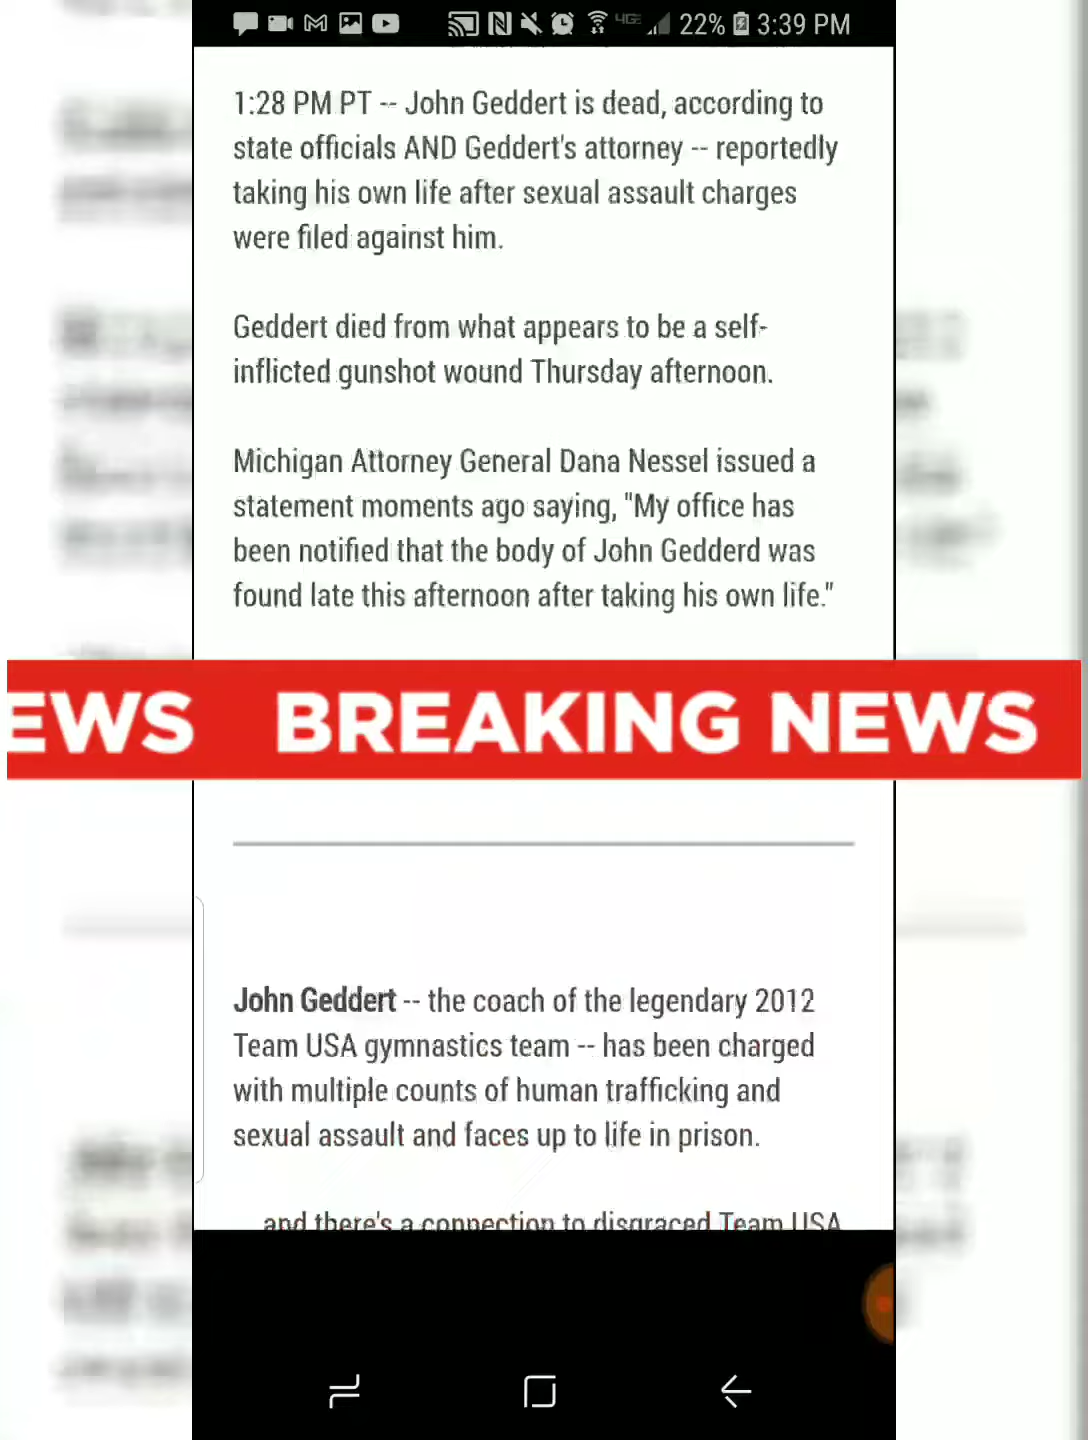 22% 3:39 PM
1:28 PM PT -- John Geddert is dead, according to
state officials AND Geddert's attorney -- reportedly
taking his own life after sexual assault charges
were filed against him.
Geddert died from what appears to be a self-
inflicted gunshot wound Thursday afternoon.
Michigan Attorney General Dana Nessel issued a
statement moments ago saying, "My office has
been notified that the body of John Gedderd was
found late this afternoon after taking his own life."
EWS BREAKING NEWS
John Geddert -- the coach of the legendary 2012
Team USA gymnastics team -- has been charged
with multiple counts of human trafficking and
sexual assault and faces up to life in prison.
and there's a connection to disgraced Team USA